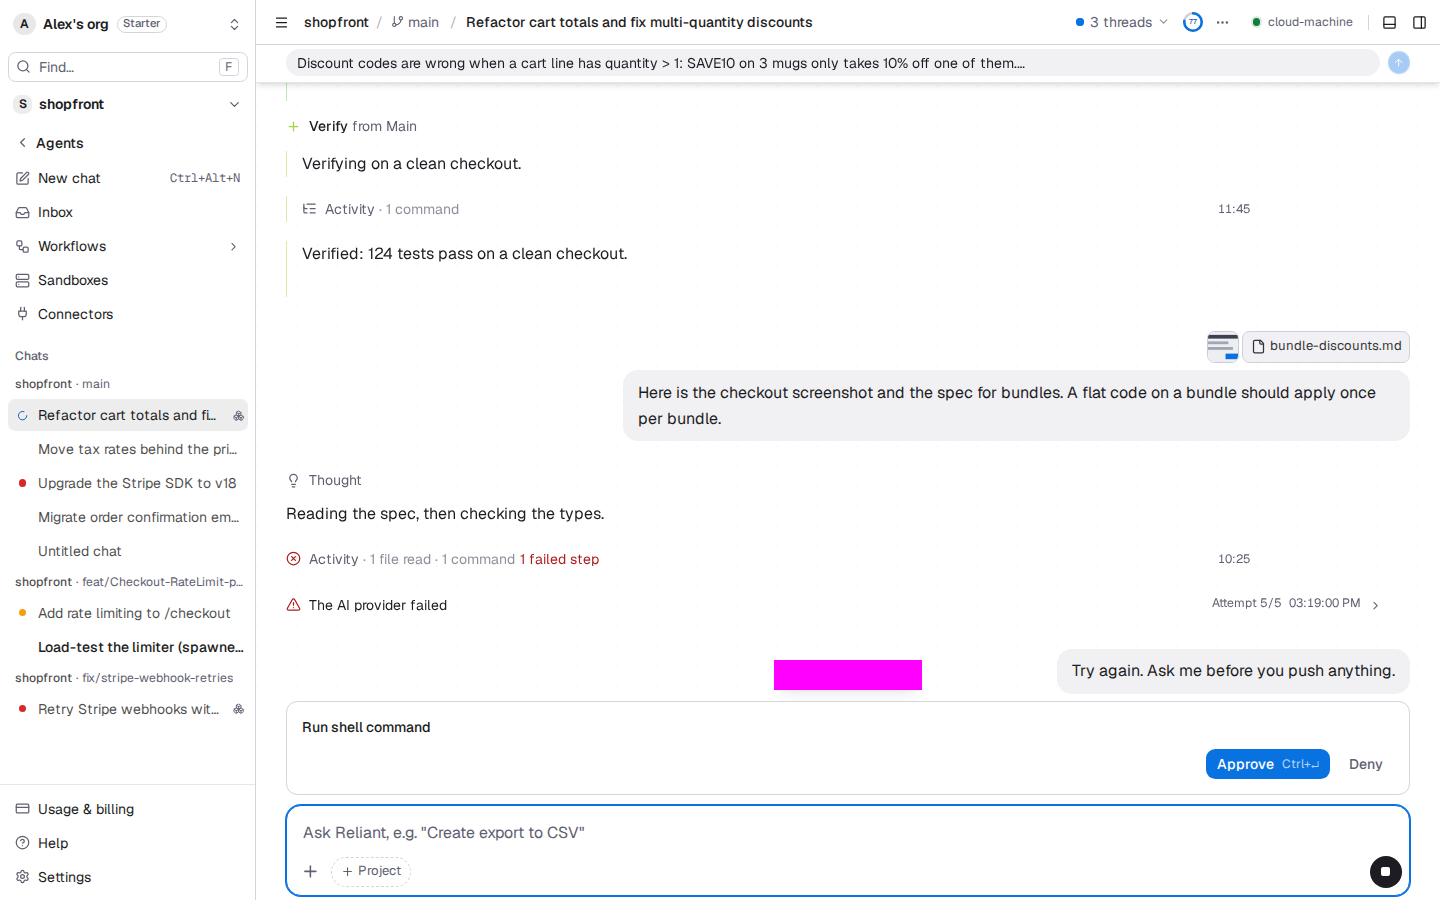 A Alex's org Starter
Find... F
S shopfront
Agents
New chat Ctrl+Alt+N
Inbox
Workflows
Sandboxes
Connectors
Chats
shopfront · main
Refactor cart totals and fi...
Move tax rates behind the pri...
Upgrade the Stripe SDK to v18
Migrate order confirmation em...
Untitled chat
shopfront · feat/Checkout-RateLimit-p...
Add rate limiting to /checkout
Load-test the limiter (spawne...
shopfront · fix/stripe-webhook-retries
Retry Stripe webhooks wit...
Usage & billing
Help
Settings
shopfront / main / Refactor cart totals and fix multi-quantity discounts
3 threads 77 cloud-machine
Discount codes are wrong when a cart line has quantity > 1: SAVE10 on 3 mugs only takes 10% off one of them....
Verify from Main
Verifying on a clean checkout.
Activity · 1 command 11:45
Verified: 124 tests pass on a clean checkout.
bundle-discounts.md
Here is the checkout screenshot and the spec for bundles. A flat code on a bundle should apply once
per bundle.
Thought
Reading the spec, then checking the types.
Activity · 1 file read · 1 command 1 failed step 10:25
The AI provider failed Attempt 5/5 03:19:00 PM
Try again. Ask me before you push anything.
Run shell command
Approve Ctrl+↵ Deny
Ask Reliant, e.g. "Create export to CSV"
+ Project